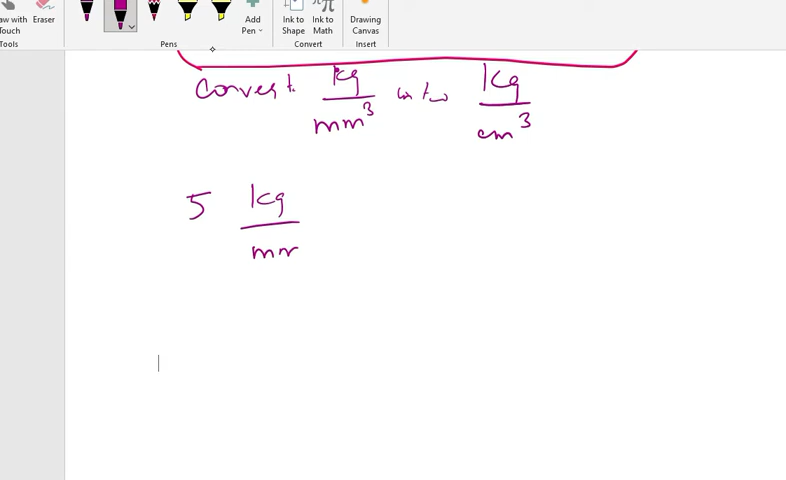 aw with Eraser Add Ink to Ink to Drawing
Touch Pen Shape Math Canvas
Tools Pens Convert Insert
Convert kg/mm³ into kg/cm³
5 kg/mm